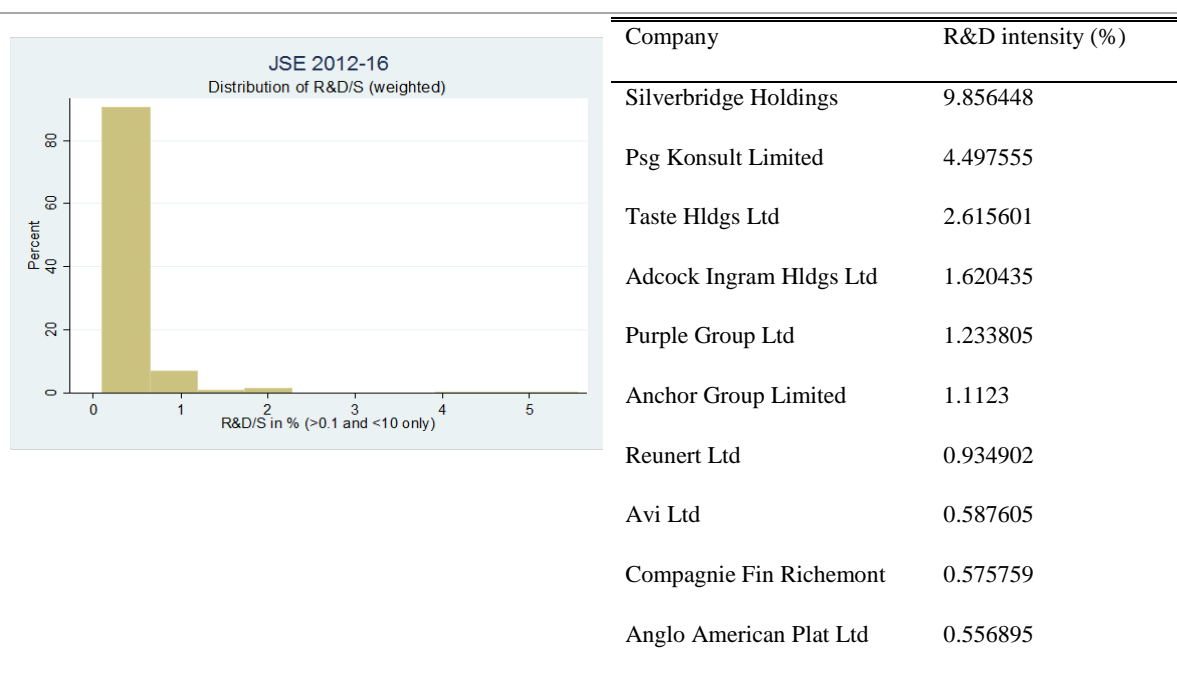 JSE 2012-16
Distribution of R&D/S (weighted)
Percent
80
60
40
20
0
0 1 2 3 4 5
R&D/S in % (>0.1 and <10 only)
Company R&D intensity (%)
Silverbridge Holdings 9.856448
Psg Konsult Limited 4.497555
Taste Hldgs Ltd 2.615601
Adcock Ingram Hldgs Ltd 1.620435
Purple Group Ltd 1.233805
Anchor Group Limited 1.1123
Reunert Ltd 0.934902
Avi Ltd 0.587605
Compagnie Fin Richemont 0.575759
Anglo American Plat Ltd 0.556895